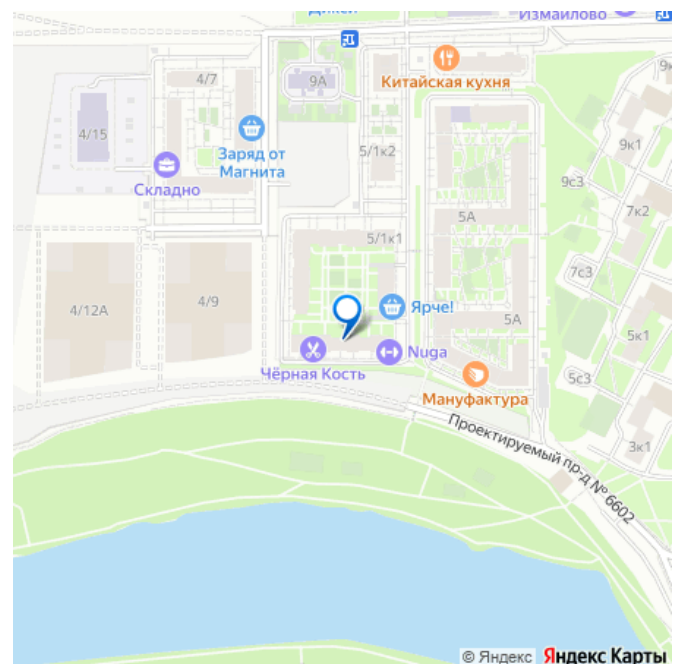 Дикси
Измайлово
4/7
9А
Китайская кухня
9к1
4/15
Заряд от
Магнита
5/1к2
9с3
Складно
7к2
5А
5/1к1
7с3
4/12А
4/9
Ярче!
5А
5к1
Nuga
Чёрная Кость
5с3
Мануфактура
Проектируемый пр-д № 6602
3к1
© Яндекс Яндекс Карты